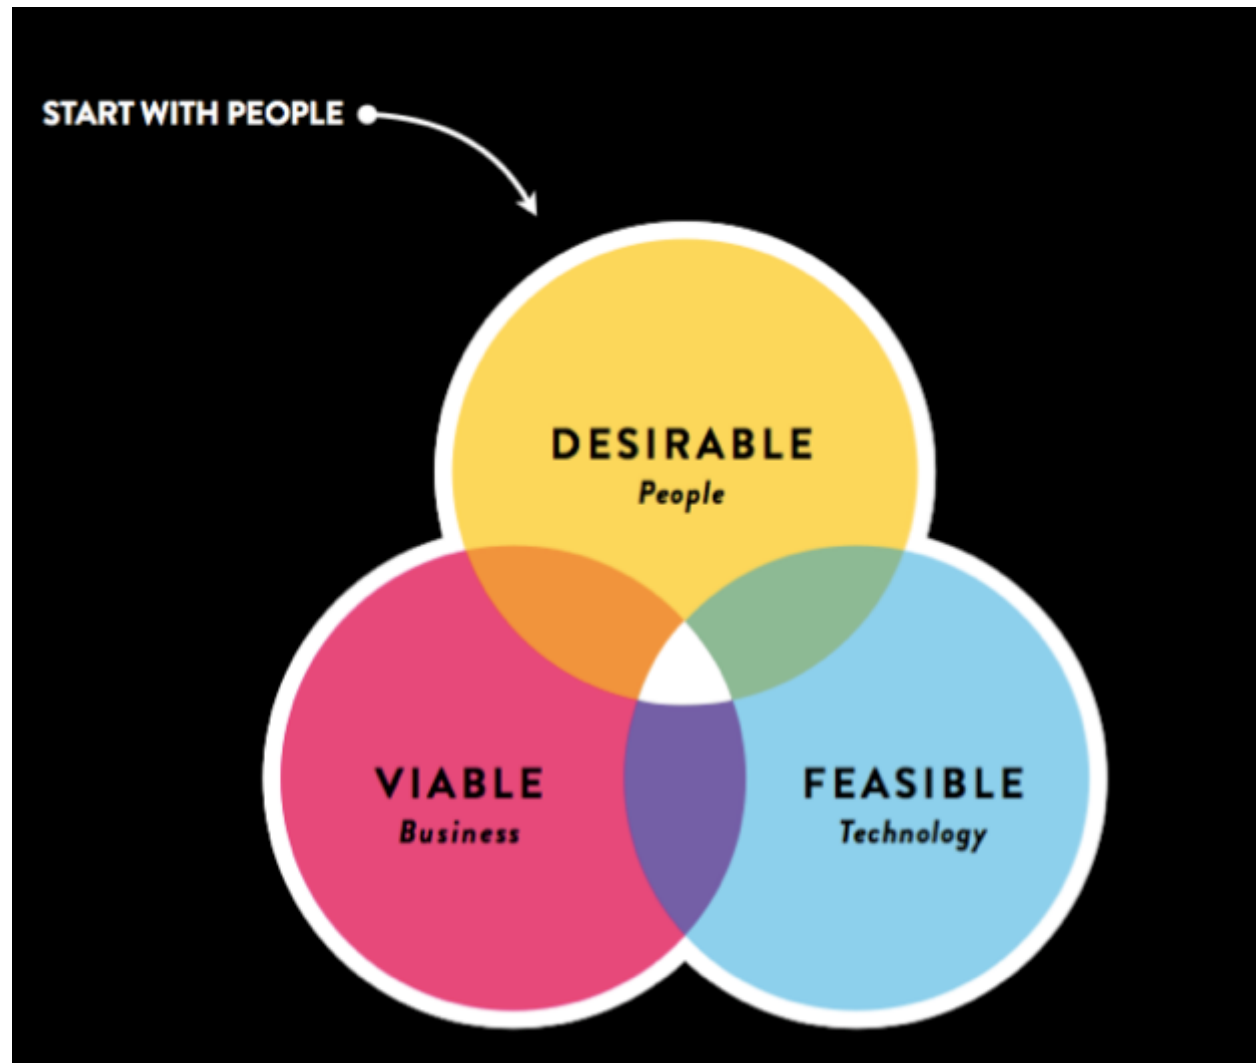 START WITH PEOPLE
DESIRABLE
People
VIABLE
Business
FEASIBLE
Technology